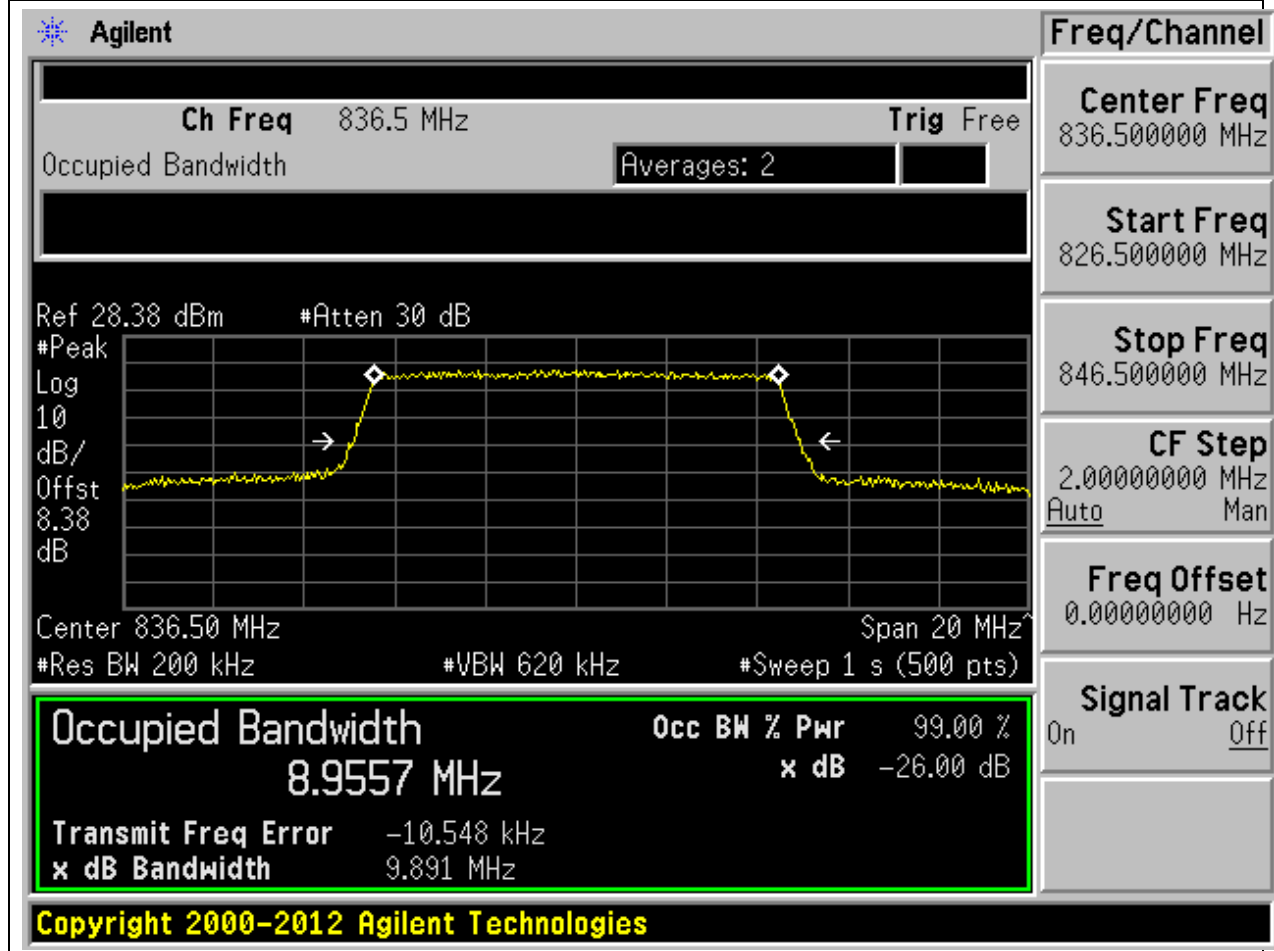 Agilent
Freq/Channel
Ch Freq 836.5 MHz Trig Free
Occupied Bandwidth Averages: 2
Ref 28.38 dBm #Atten 30 dB
#Peak
Log
10
dB/
Offst
8.38
dB
Center 836.50 MHz Span 20 MHz^
#Res BW 200 kHz #VBW 620 kHz #Sweep 1 s (500 pts)
Occupied Bandwidth
8.9557 MHz
Occ BW % Pwr 99.00 %
x dB -26.00 dB
Transmit Freq Error -10.548 kHz
x dB Bandwidth 9.891 MHz
Copyright 2000-2012 Agilent Technologies
Center Freq
836.500000 MHz
Start Freq
826.500000 MHz
Stop Freq
846.500000 MHz
CF Step
2.00000000 MHz
Auto Man
Freq Offset
0.00000000 Hz
Signal Track
On Off